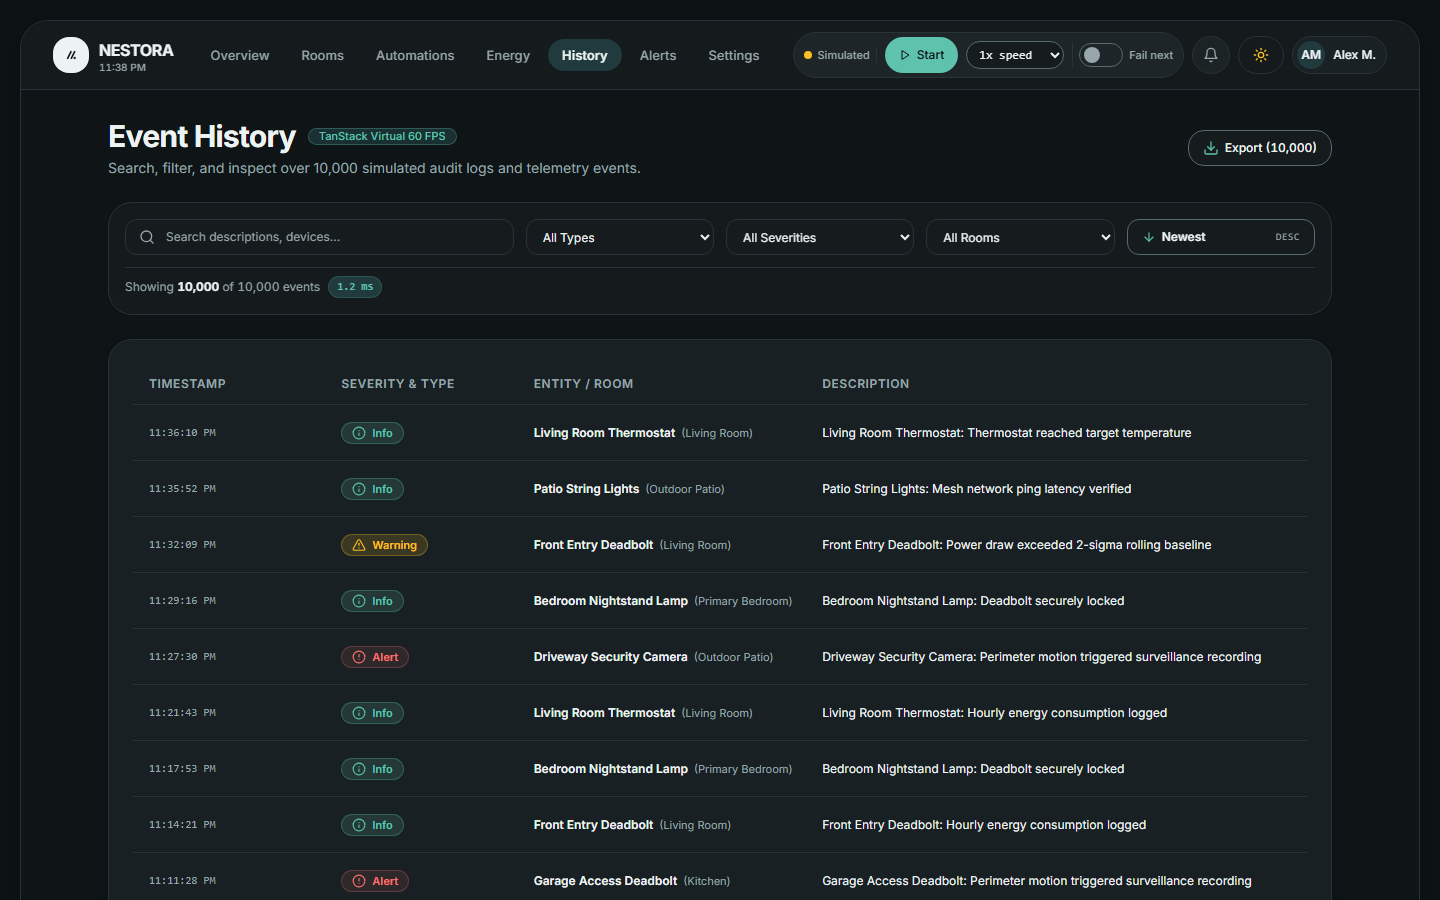 NESTORA
11:38 PM
Overview
Rooms
Automations
Energy
History
Alerts
Settings
Simulated
Start
1x speed
Fail next
AM
Alex M.
Event History
TanStack Virtual 60 FPS
Search, filter, and inspect over 10,000 simulated audit logs and telemetry events.
Export (10,000)
Search descriptions, devices...
All Types
All Severities
All Rooms
Newest
DESC
Showing 10,000 of 10,000 events
1.2 ms
TIMESTAMP SEVERITY & TYPE ENTITY / ROOM DESCRIPTION
11:36:10 PM Info Living Room Thermostat (Living Room) Living Room Thermostat: Thermostat reached target temperature
11:35:52 PM Info Patio String Lights (Outdoor Patio) Patio String Lights: Mesh network ping latency verified
11:32:09 PM Warning Front Entry Deadbolt (Living Room) Front Entry Deadbolt: Power draw exceeded 2-sigma rolling baseline
11:29:16 PM Info Bedroom Nightstand Lamp (Primary Bedroom) Bedroom Nightstand Lamp: Deadbolt securely locked
11:27:30 PM Alert Driveway Security Camera (Outdoor Patio) Driveway Security Camera: Perimeter motion triggered surveillance recording
11:21:43 PM Info Living Room Thermostat (Living Room) Living Room Thermostat: Hourly energy consumption logged
11:17:53 PM Info Bedroom Nightstand Lamp (Primary Bedroom) Bedroom Nightstand Lamp: Deadbolt securely locked
11:14:21 PM Info Front Entry Deadbolt (Living Room) Front Entry Deadbolt: Hourly energy consumption logged
11:11:28 PM Alert Garage Access Deadbolt (Kitchen) Garage Access Deadbolt: Perimeter motion triggered surveillance recording